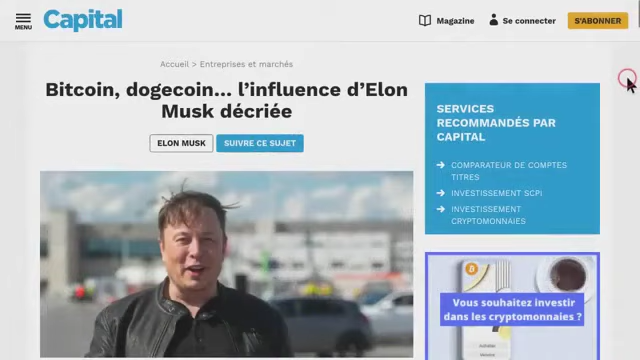 MENU
Capital
Magazine
Se connecter
S'ABONNER
Accueil > Entreprises et marchés
Bitcoin, dogecoin... l’influence d’Elon
Musk décriée
ELON MUSK
SUIVRE CE SUJET
SERVICES
RECOMMANDÉS PAR
CAPITAL
COMPARATEUR DE COMPTES
TITRES
INVESTISSEMENT SCPI
INVESTISSEMENT
CRYPTOMONNAIES
Vous souhaitez investir
dans les cryptomonnaies ?